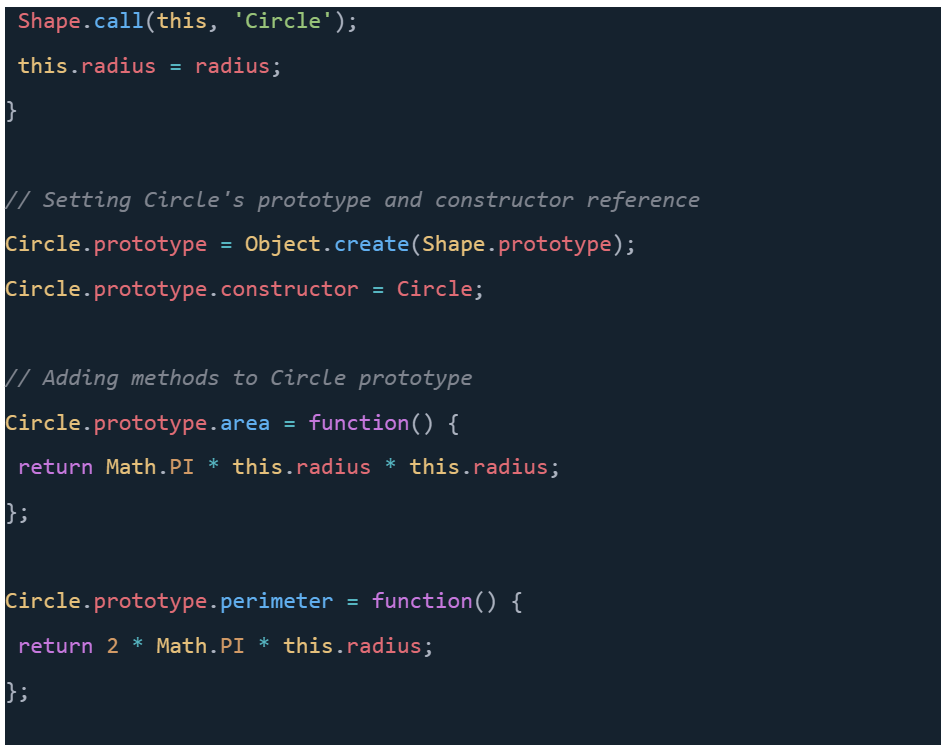 Shape.call(this, 'Circle');
this.radius = radius;
}
// Setting Circle's prototype and constructor reference
Circle.prototype = Object.create(Shape.prototype);
Circle.prototype.constructor = Circle;
// Adding methods to Circle prototype
Circle.prototype.area = function() {
return Math.PI * this.radius * this.radius;
};
Circle.prototype.perimeter = function() {
return 2 * Math.PI * this.radius;
};